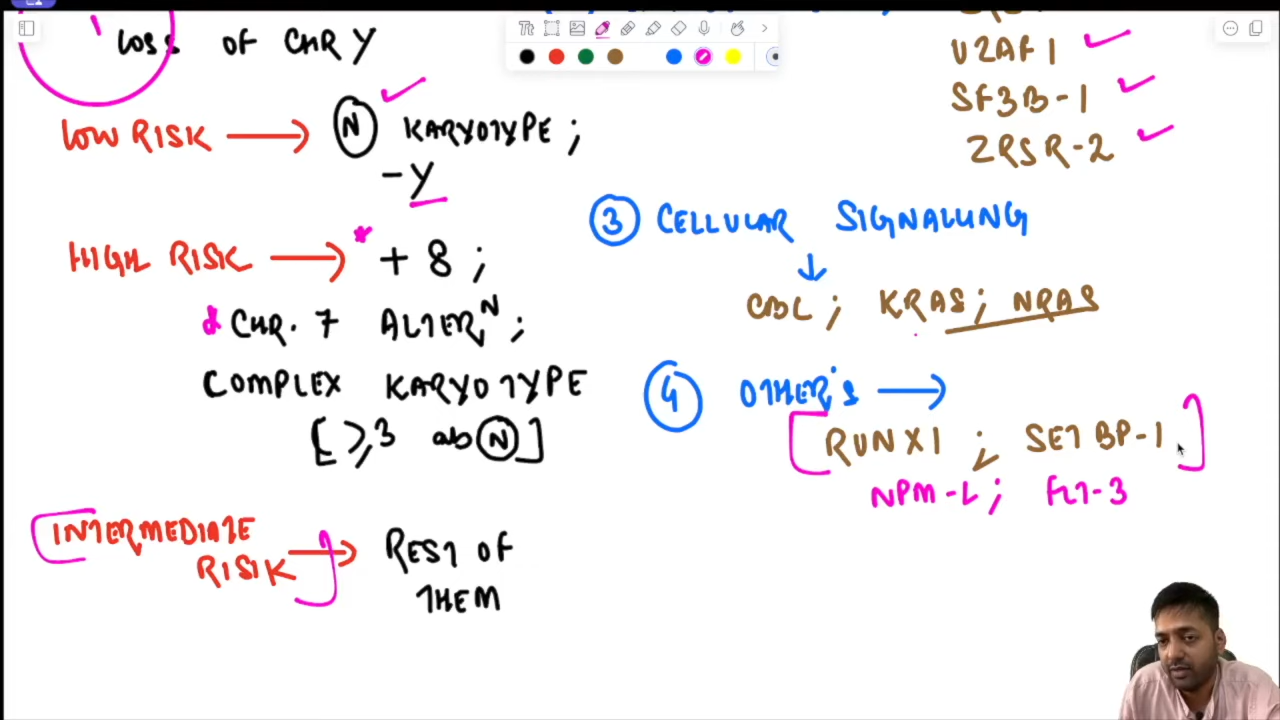 LOSS OF CHR Y
LOW RISK → N KARYOTYPE ;
-Y
HIGH RISK → * + 8 ;
* CHR. 7 ALTERN ;
COMPLEX KARYOTYPE
[ ≥3 abN ]
INTERMEDIATE
RISK → REST OF
THEM
U2AF1
SF3B-1
ZRSR-2
3 CELLULAR SIGNALLING
CBL ; KRAS ; NRAS
4 OTHER'S →
[ RUNX1 ; SETBP-1 ]
NPM-1 ; FLT-3